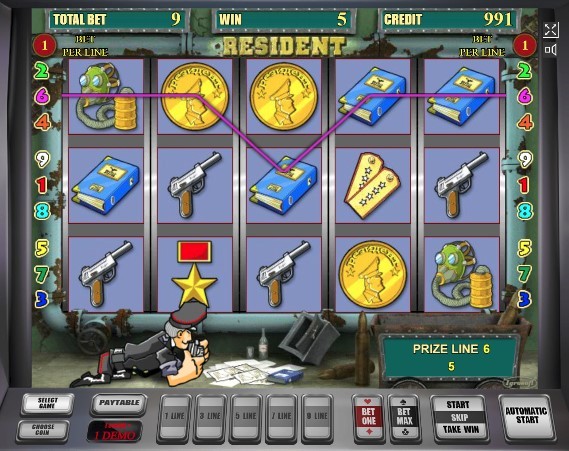 TOTAL BET 9 WIN 5 CREDIT 991
RESIDENT
1 BET PER LINE
BET PER LINE 1
2 2
6 6
4 4
9 9
1 1
8 8
5 5
7 7
3 3
PRIZE LINE 6
5
SELECT GAME
CHOOSE COIN
PAYTABLE
1 DEMO
1 LINE
3 LINE
5 LINE
7 LINE
9 LINE
BET ONE
BET MAX
START
SKIP
TAKE WIN
AUTOMATIC START